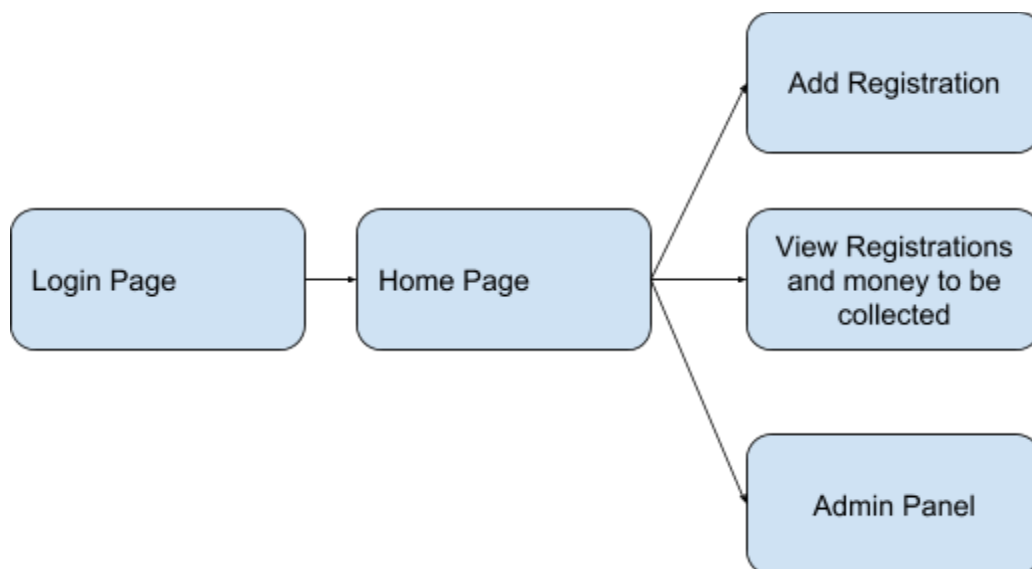 Login Page
Home Page
Add Registration
View Registrations
and money to be
collected
Admin Panel